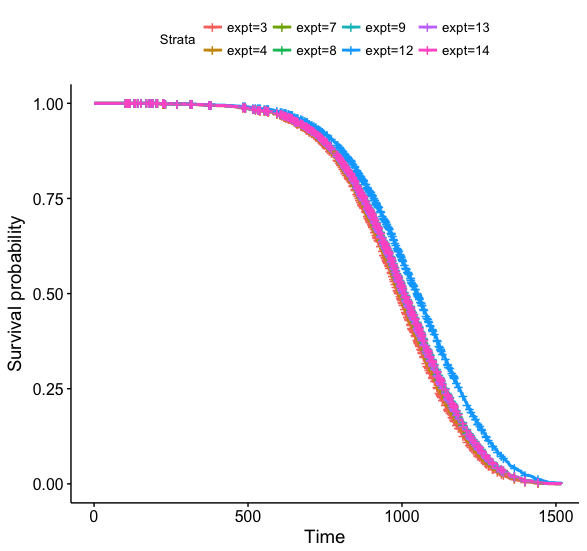 Strata expt=3 expt=7 expt=9 expt=13
expt=4 expt=8 expt=12 expt=14
1.00
0.75
0.50
0.25
0.00
Survival probability
0 500 1000 1500
Time